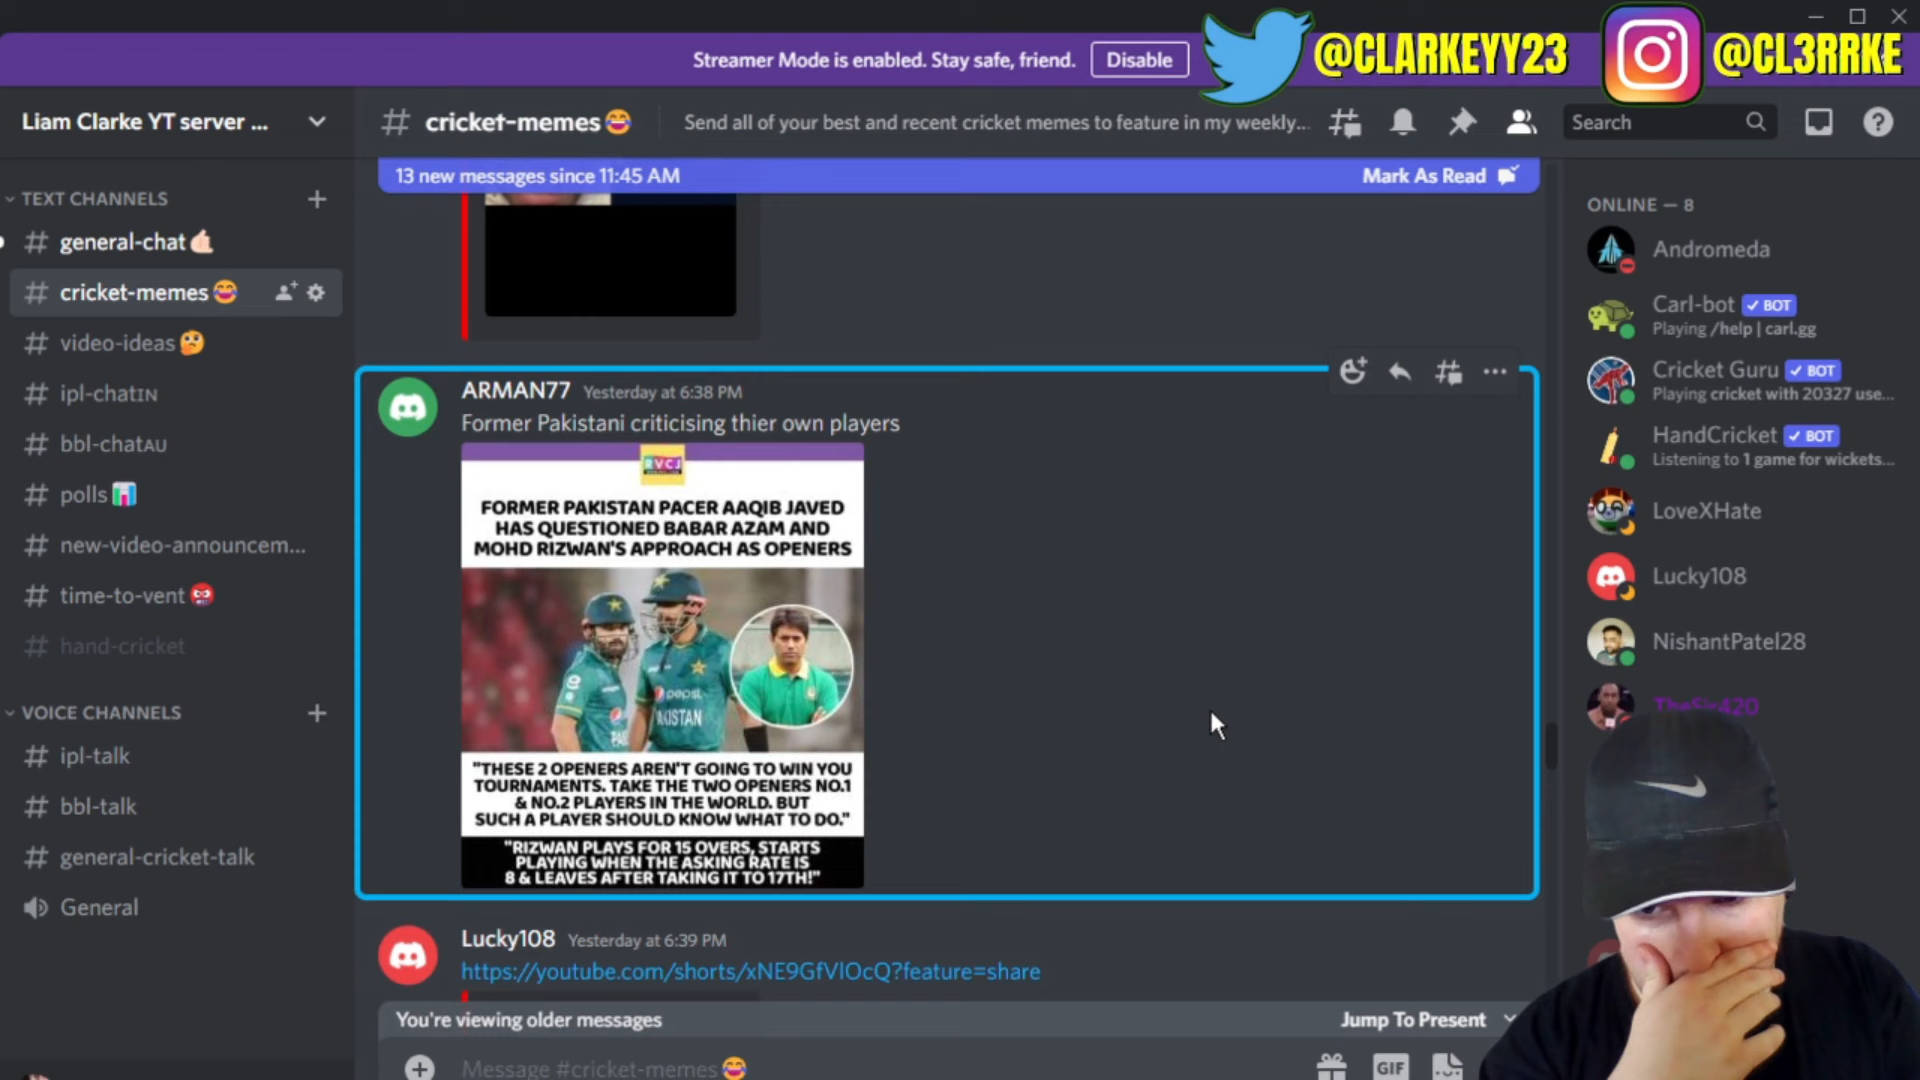 Streamer Mode is enabled. Stay safe, friend.
Disable
@CLARKEYY23
@CL3RRKE
Liam Clarke YT server ...
cricket-memes😂
Send all of your best and recent cricket memes to feature in my weekly...
Search
13 new messages since 11:45 AM
Mark As Read
TEXT CHANNELS
general-chat🤙🏻
cricket-memes😂
video-ideas🤔
ipl-chatIN
bbl-chatAU
polls📊
new-video-announcem...
time-to-vent👹
hand-cricket
VOICE CHANNELS
ipl-talk
bbl-talk
general-cricket-talk
General
ARMAN77 Yesterday at 6:38 PM
Former Pakistani criticising thier own players
RVCJ
FORMER PAKISTAN PACER AAQIB JAVED
HAS QUESTIONED BABAR AZAM AND
MOHD RIZWAN'S APPROACH AS OPENERS
pepsi
"THESE 2 OPENERS AREN'T GOING TO WIN YOU
TOURNAMENTS. TAKE THE TWO OPENERS NO.1
& NO.2 PLAYERS IN THE WORLD. BUT
SUCH A PLAYER SHOULD KNOW WHAT TO DO."
"RIZWAN PLAYS FOR 15 OVERS, STARTS
PLAYING WHEN THE ASKING RATE IS
8 & LEAVES AFTER TAKING IT TO 17TH!"
Lucky108 Yesterday at 6:39 PM
https://youtube.com/shorts/xNE9GfVlOcQ?feature=share
You're viewing older messages
Jump To Present
Message #cricket-memes😂
GIF
ONLINE — 8
Andromeda
Carl-bot ✓ BOT
Playing /help | carl.gg
Cricket Guru ✓ BOT
Playing cricket with 20327 use...
HandCricket ✓ BOT
Listening to 1 game for wickets...
LoveXHate
Lucky108
NishantPatel28
TheSir420